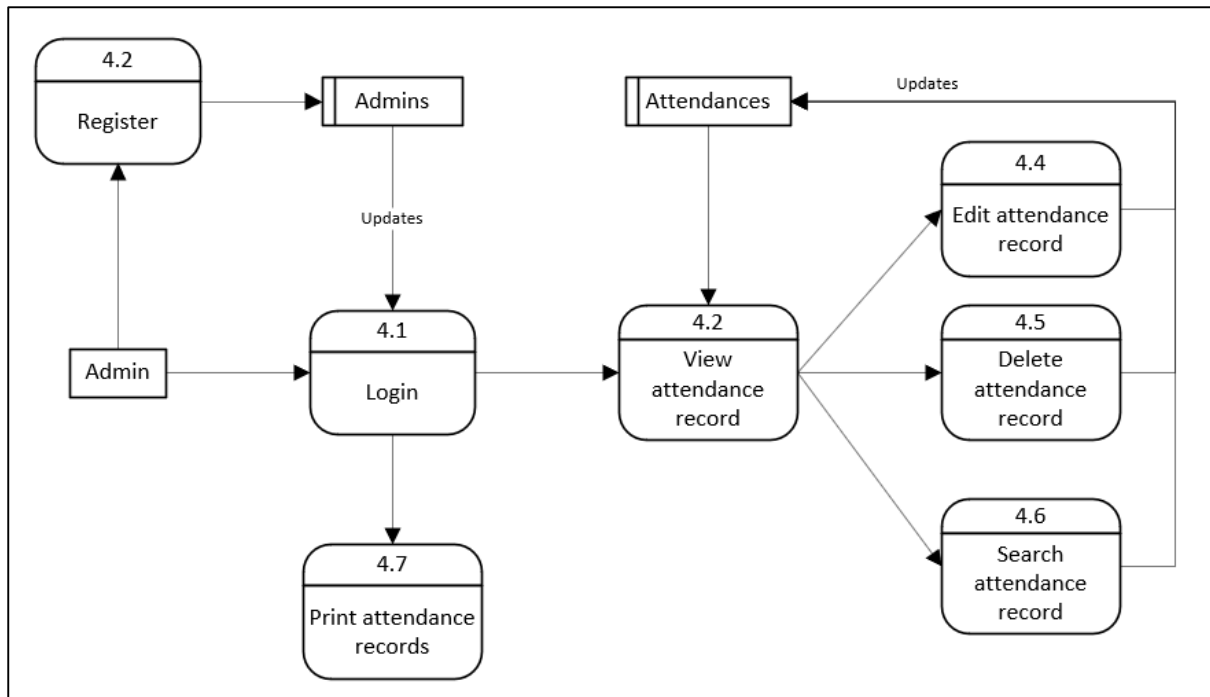 4.2
Register
Admins
Attendances
Updates
Updates
4.4
Edit attendance
record
Admin
4.1
Login
4.2
View
attendance
record
4.5
Delete
attendance
record
4.7
Print attendance
records
4.6
Search
attendance
record